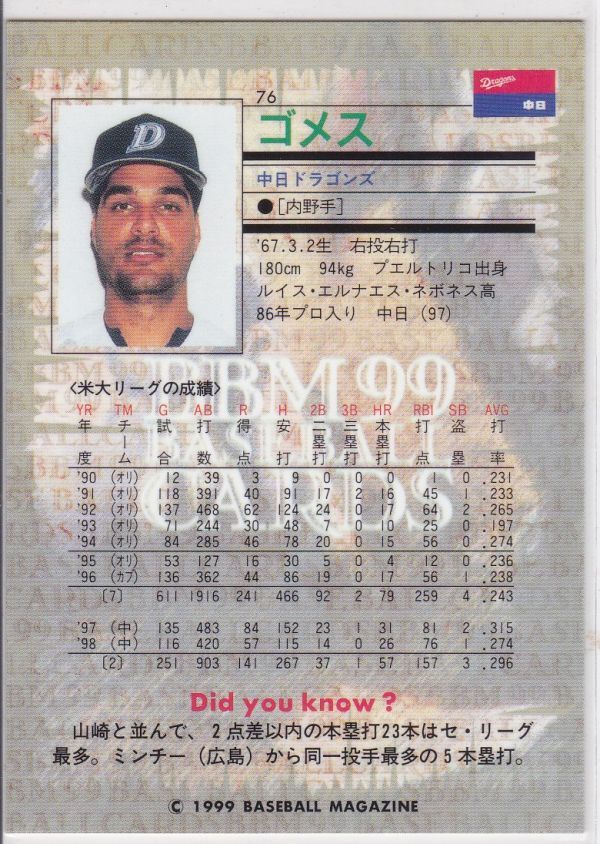 76
Dragons
中日
ゴメス
中日ドラゴンズ
●[内野手]
'67.3.2生 右投右打
180cm 94kg プエルトリコ出身
ルイス・エルナエス・ネボネス高
86年プロ入り 中日 (97)
BBM 99
BASEBALL
CARDS
〈米大リーグの成績〉
YR TM G AB R H 2B 3B HR RBI SB AVG
年度 チーム 試合 打数 得点 安打 二塁打 三塁打 本塁打 打点 盗塁 打率
'90 (オリ) 12 39 3 9 0 0 0 1 0 .231
'91 (オリ) 118 391 40 91 17 2 16 45 1 .233
'92 (オリ) 137 468 62 124 24 0 17 64 2 .265
'93 (オリ) 71 244 30 48 7 0 10 25 0 .197
'94 (オリ) 84 285 46 78 20 0 15 56 0 .274
'95 (オリ) 53 127 16 30 5 0 4 12 0 .236
'96 (カブ) 136 362 44 86 19 0 17 56 1 .238
〔7〕 611 1916 241 466 92 2 79 259 4 .243
'97 (中) 135 483 84 152 23 1 31 81 2 .315
'98 (中) 116 420 57 115 14 0 26 76 1 .274
〔2〕 251 903 141 267 37 1 57 157 3 .296
Did you know?
山崎と並んで、2点差以内の本塁打23本はセ・リーグ
最多。ミンチー (広島) から同一投手最多の5本塁打。
© 1999 BASEBALL MAGAZINE